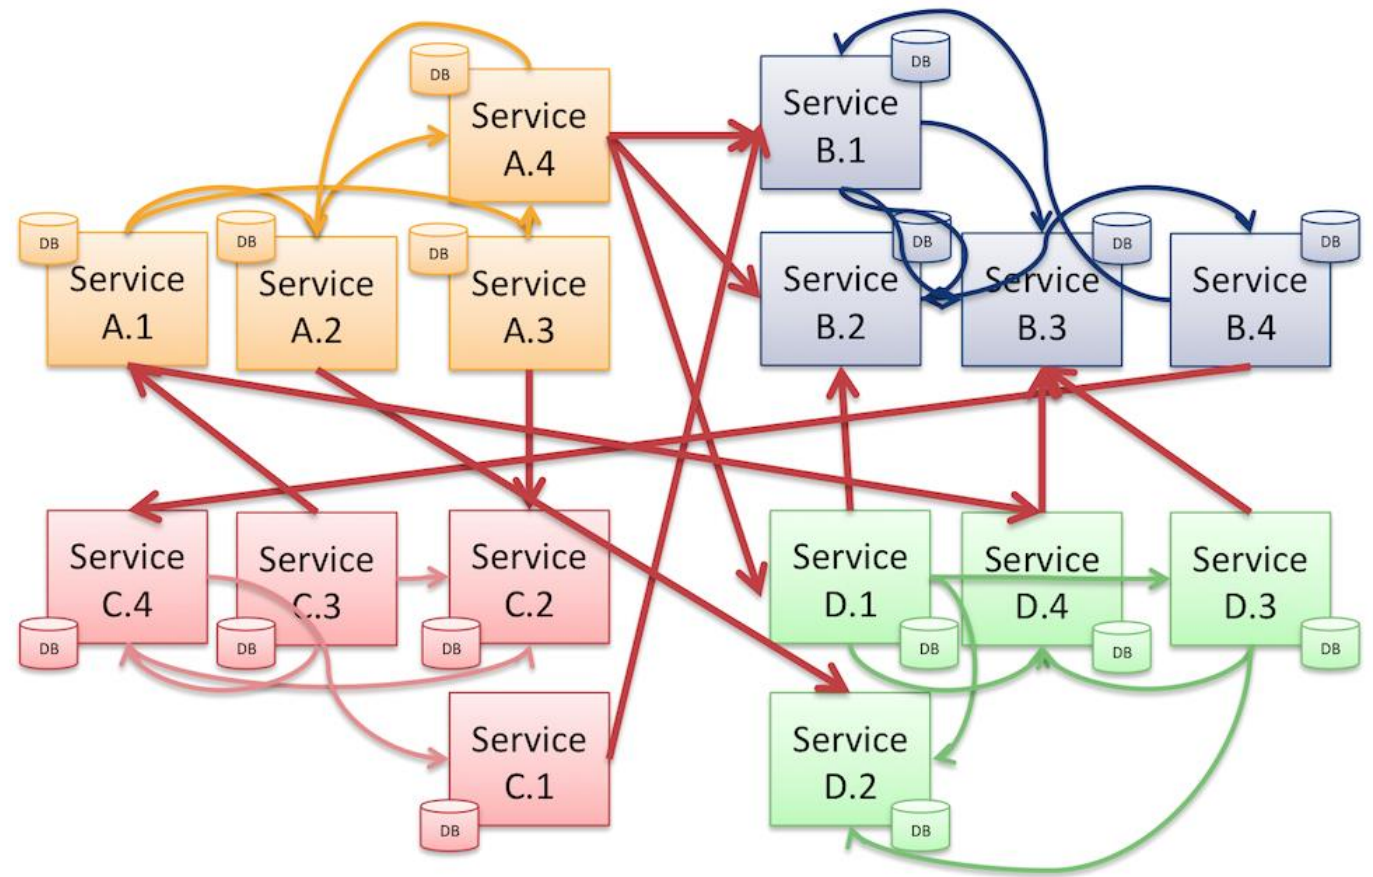 DB
Service
A.4
DB
Service
B.1
DB
Service
A.1
DB
Service
A.2
DB
Service
A.3
DB
Service
B.2
DB
Service
B.3
DB
Service
B.4
Service
C.4
DB
Service
C.3
DB
Service
C.2
DB
Service
D.1
DB
Service
D.4
DB
Service
D.3
DB
Service
C.1
DB
Service
D.2
DB